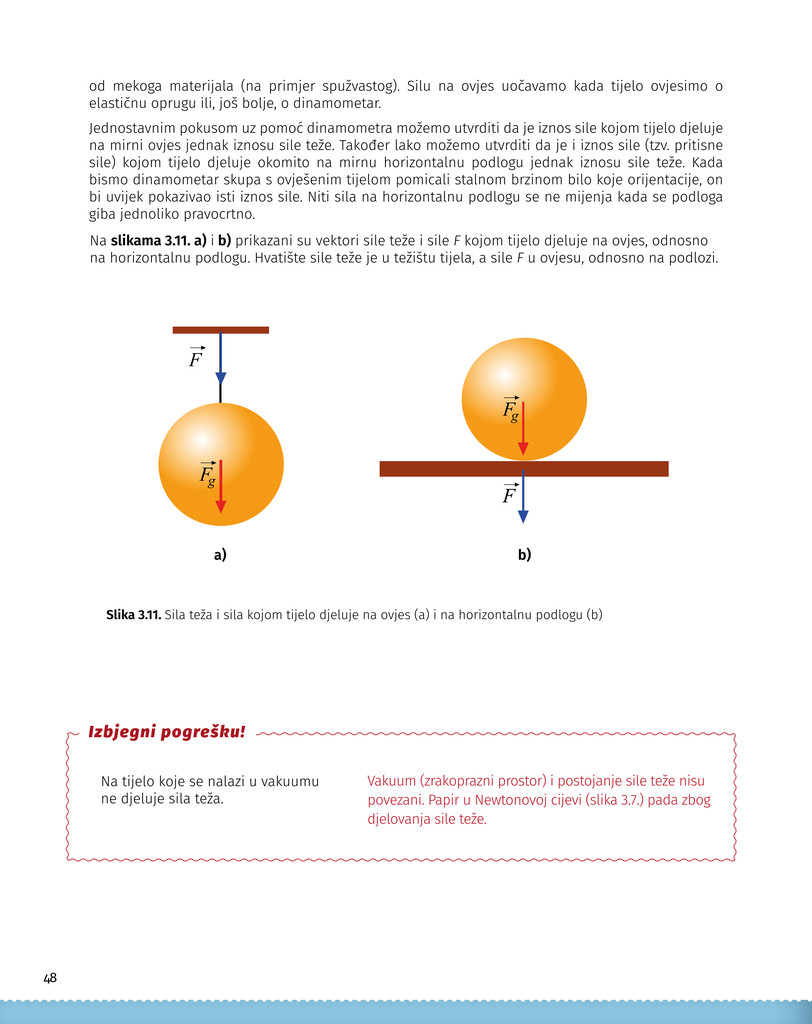 od mekoga materijala (na primjer spužvastog). Silu na ovjes uočavamo kada tijelo ovjesimo o
elastičnu oprugu ili, još bolje, o dinamometar.
Jednostavnim pokusom uz pomoć dinamometra možemo utvrditi da je iznos sile kojom tijelo djeluje
na mirni ovjes jednak iznosu sile teže. Također lako možemo utvrditi da je i iznos sile (tzv. pritisne
sile) kojom tijelo djeluje okomito na mirnu horizontalnu podlogu jednak iznosu sile teže. Kada
bismo dinamometar skupa s ovješenim tijelom pomicali stalnom brzinom bilo koje orijentacije, on
bi uvijek pokazivao isti iznos sile. Niti sila na horizontalnu podlogu se ne mijenja kada se podloga
giba jednoliko pravocrtno.
Na slikama 3.11. a) i b) prikazani su vektori sile teže i sile F kojom tijelo djeluje na ovjes, odnosno
na horizontalnu podlogu. Hvatište sile teže je u težištu tijela, a sile F u ovjesu, odnosno na podlozi.
F
Fg
a)
Fg
F
b)
Slika 3.11. Sila teža i sila kojom tijelo djeluje na ovjes (a) i na horizontalnu podlogu (b)
Izbjegni pogrešku!
Na tijelo koje se nalazi u vakuumu
ne djeluje sila teža.
Vakuum (zrakoprazni prostor) i postojanje sile teže nisu
povezani. Papir u Newtonovoj cijevi (slika 3.7.) pada zbog
djelovanja sile teže.
48